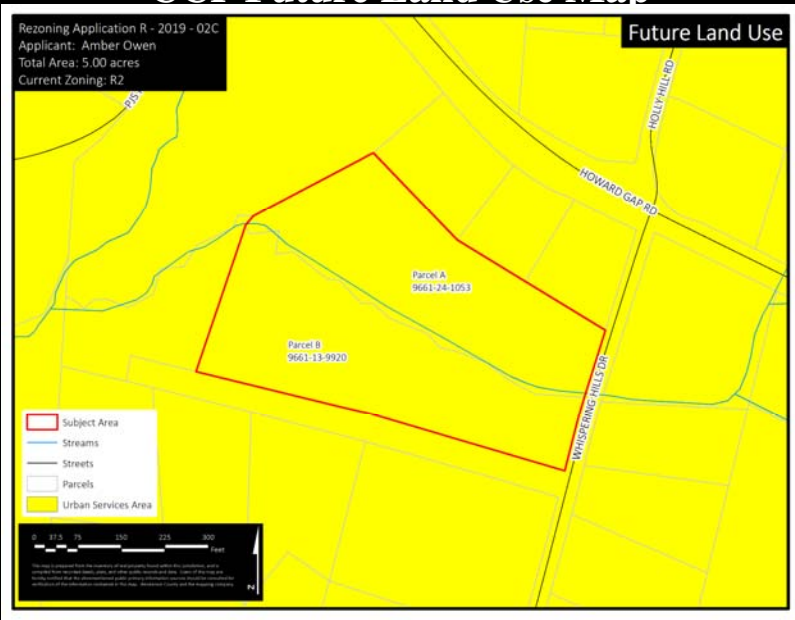 Rezoning Application R - 2019 - 02C
Applicant: Amber Owen
Total Area: 5.00 acres
Current Zoning: R2
Future Land Use
HOLLY HILL RD
HOWARD GAP RD
Parcel A
9661-24-1053
Parcel B
9661-13-9920
WHISPERING HILLS DR
Subject Area
Streams
Streets
Parcels
Urban Services Area
0 37.5 75 150 225 300
Feet
N